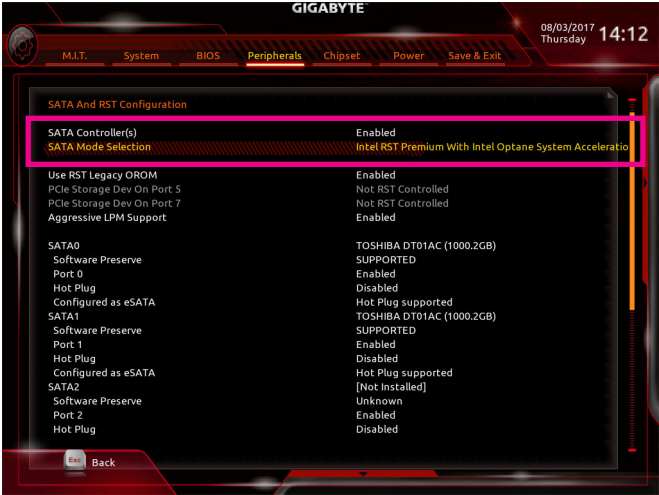 GIGABYTE™
08/03/2017
Thursday
14:12
M.I.T. System BIOS Peripherals Chipset Power Save & Exit
SATA And RST Configuration
SATA Controller(s) Enabled
SATA Mode Selection Intel RST Premium With Intel Optane System Acceleratio
Use RST Legacy OROM Enabled
PCIe Storage Dev On Port 5 Not RST Controlled
PCIe Storage Dev On Port 7 Not RST Controlled
Aggressive LPM Support Enabled
SATA0 TOSHIBA DT01AC (1000.2GB)
Software Preserve SUPPORTED
Port 0 Enabled
Hot Plug Disabled
Configured as eSATA Hot Plug supported
SATA1 TOSHIBA DT01AC (1000.2GB)
Software Preserve SUPPORTED
Port 1 Enabled
Hot Plug Disabled
Configured as eSATA Hot Plug supported
SATA2 [Not Installed]
Software Preserve Unknown
Port 2 Enabled
Hot Plug Disabled
Esc Back